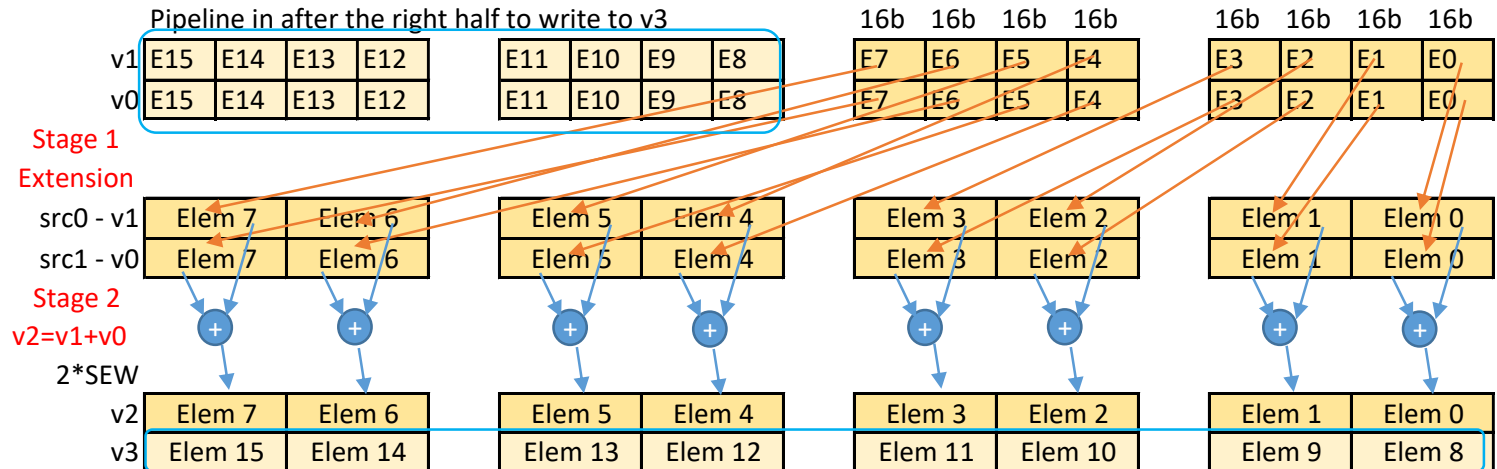 Pipeline in after the right half to write to v3 16b 16b 16b 16b 16b 16b 16b 16b
v1 E15 E14 E13 E12 E11 E10 E9 E8 E7 E6 E5 E4 E3 E2 E1 E0
v0 E15 E14 E13 E12 E11 E10 E9 E8 E7 E6 E5 E4 E3 E2 E1 E0
Stage 1
Extension
src0 - v1 Elem 7 Elem 6 Elem 5 Elem 4 Elem 3 Elem 2 Elem 1 Elem 0
src1 - v0 Elem 7 Elem 6 Elem 5 Elem 4 Elem 3 Elem 2 Elem 1 Elem 0
Stage 2
v2=v1+v0 + + + + + + + +
2*SEW
v2 Elem 7 Elem 6 Elem 5 Elem 4 Elem 3 Elem 2 Elem 1 Elem 0
v3 Elem 15 Elem 14 Elem 13 Elem 12 Elem 11 Elem 10 Elem 9 Elem 8